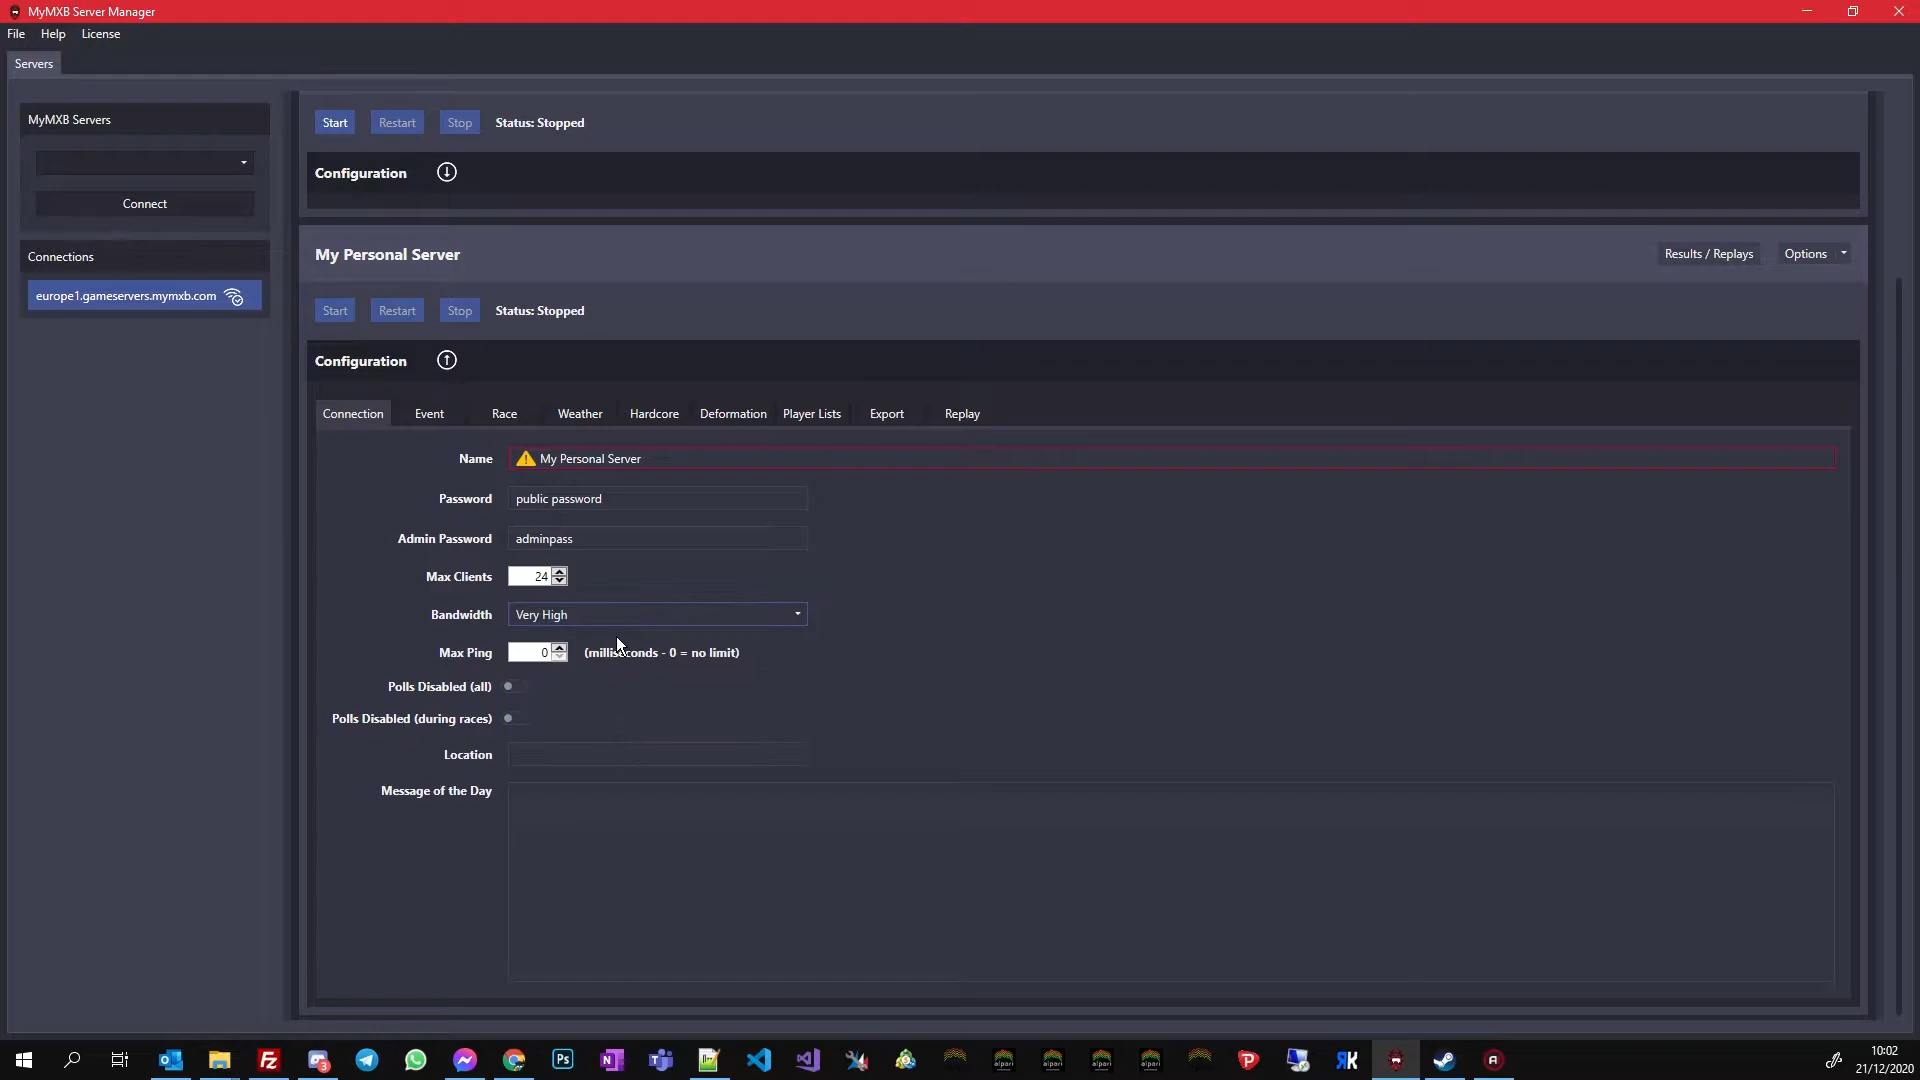 MyMXB Server Manager
File Help License
Servers
MyMXB Servers
Connect
Connections
europe1.gameservers.mymxb.com
Start Restart Stop Status: Stopped
Configuration
My Personal Server
Results / Replays Options
Start Restart Stop Status: Stopped
Configuration
Connection Event Race Weather Hardcore Deformation Player Lists Export Replay
Name My Personal Server
Password public password
Admin Password adminpass
Max Clients 24
Bandwidth Very High
Max Ping 0 (milliseconds - 0 = no limit)
Polls Disabled (all)
Polls Disabled (during races)
Location
Message of the Day
10:02
21/12/2020